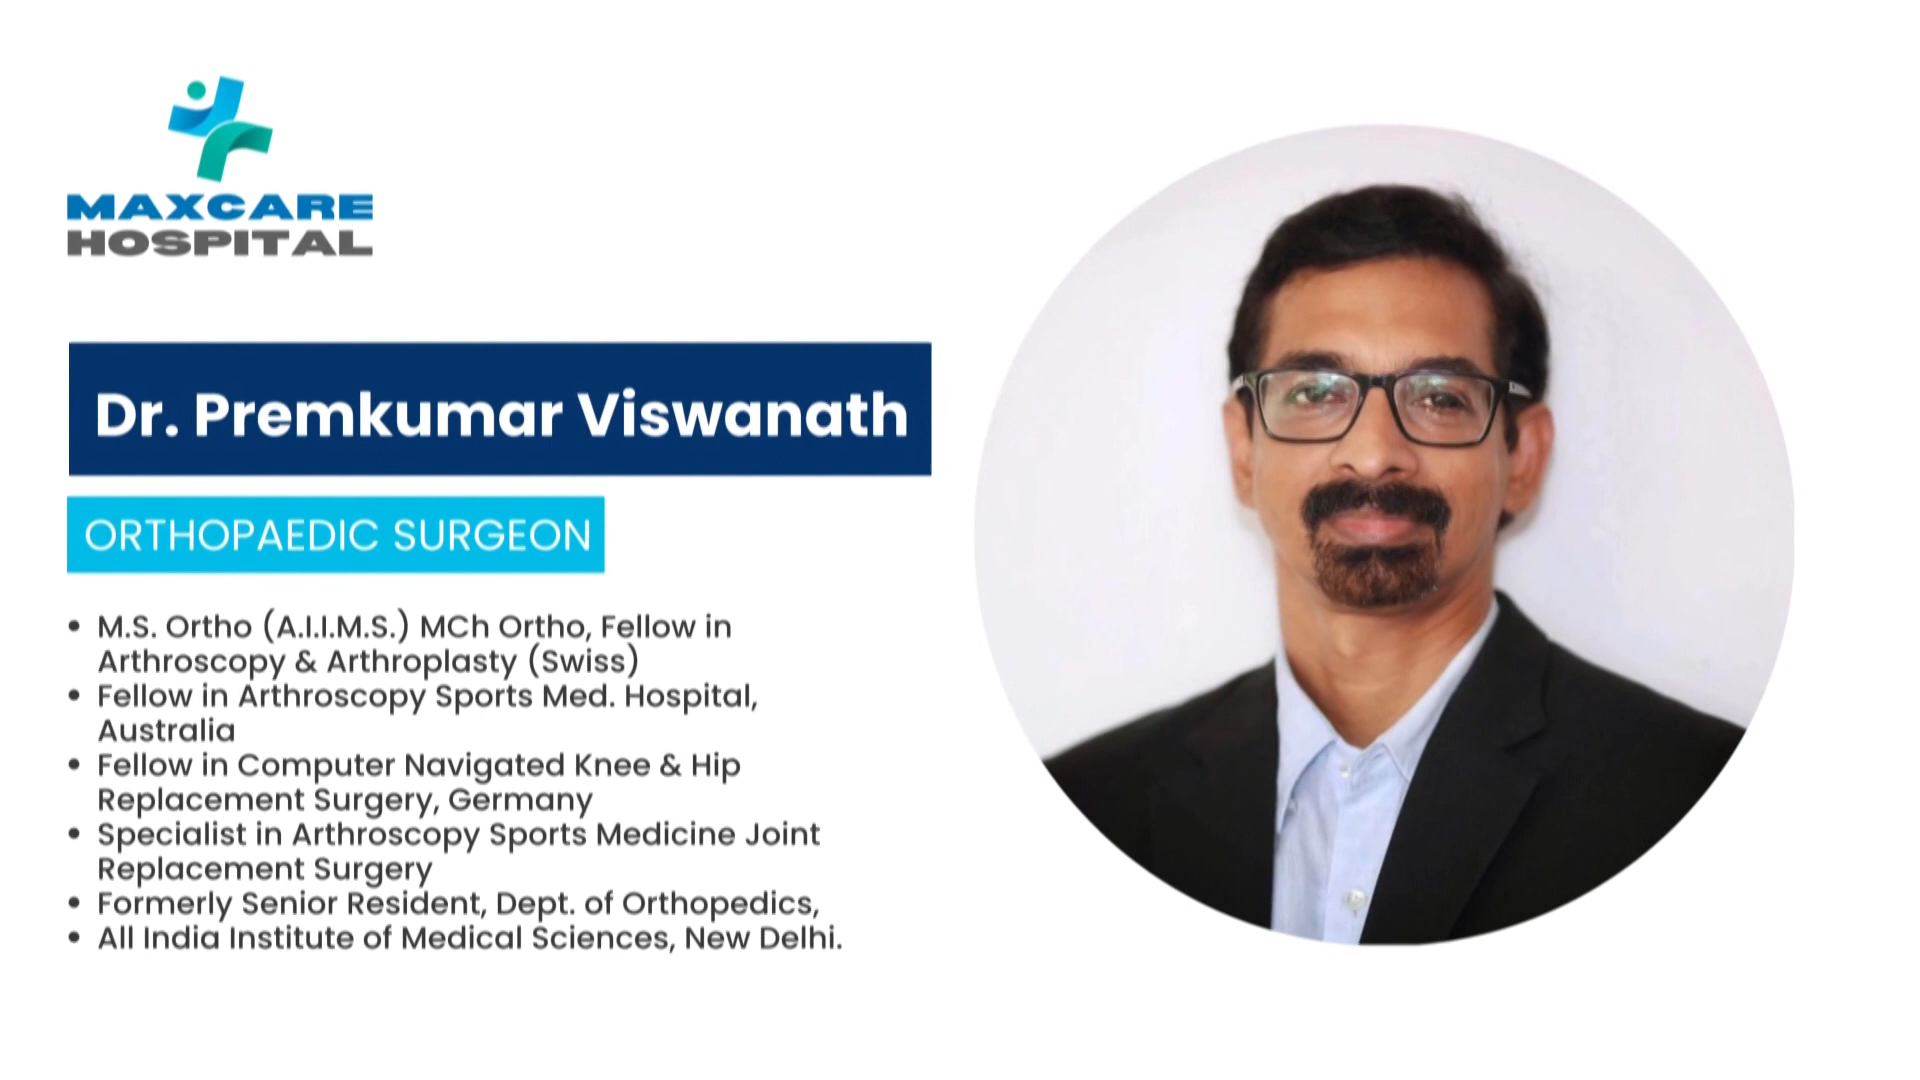 MAXCARE
HOSPITAL
Dr. Premkumar Viswanath
ORTHOPAEDIC SURGEON
• M.S. Ortho (A.I.I.M.S.) MCh Ortho, Fellow in
Arthroscopy & Arthroplasty (Swiss)
• Fellow in Arthroscopy Sports Med. Hospital,
Australia
• Fellow in Computer Navigated Knee & Hip
Replacement Surgery, Germany
• Specialist in Arthroscopy Sports Medicine Joint
Replacement Surgery
• Formerly Senior Resident, Dept. of Orthopedics,
• All India Institute of Medical Sciences, New Delhi.